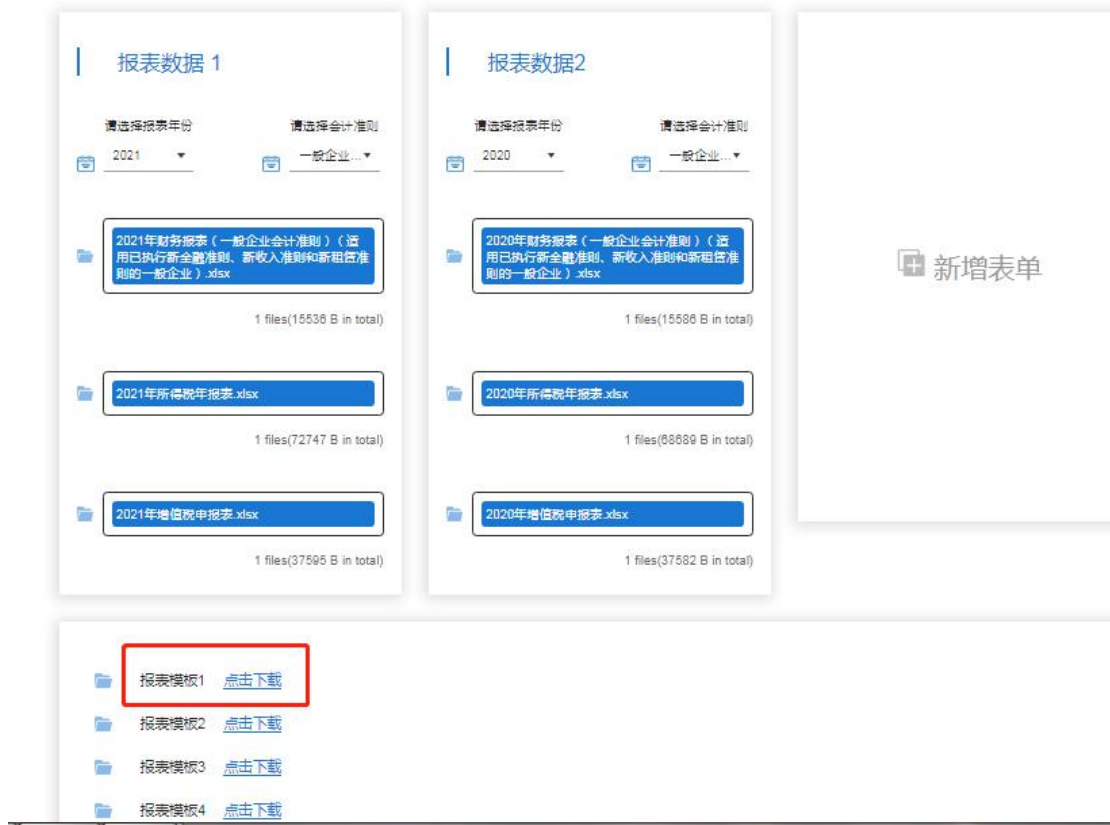 报表数据 1
请选择报表年份 请选择会计准则
2021 一般企业...
2021年财务报表（一般企业会计准则）（适
用已执行新金融准则、新收入准则和新租赁准
则的一般企业）.xlsx
1 files(15536 B in total)
2021年所得税年报表.xlsx
1 files(72747 B in total)
2021年增值税申报表.xlsx
1 files(37595 B in total)
报表数据2
请选择报表年份 请选择会计准则
2020 一般企业...
2020年财务报表（一般企业会计准则）（适
用已执行新金融准则、新收入准则和新租赁准
则的一般企业）.xlsx
1 files(15586 B in total)
2020年所得税年报表.xlsx
1 files(68689 B in total)
2020年增值税申报表.xlsx
1 files(37582 B in total)
新增表单
报表模板1 点击下载
报表模板2 点击下载
报表模板3 点击下载
报表模板4 点击下载